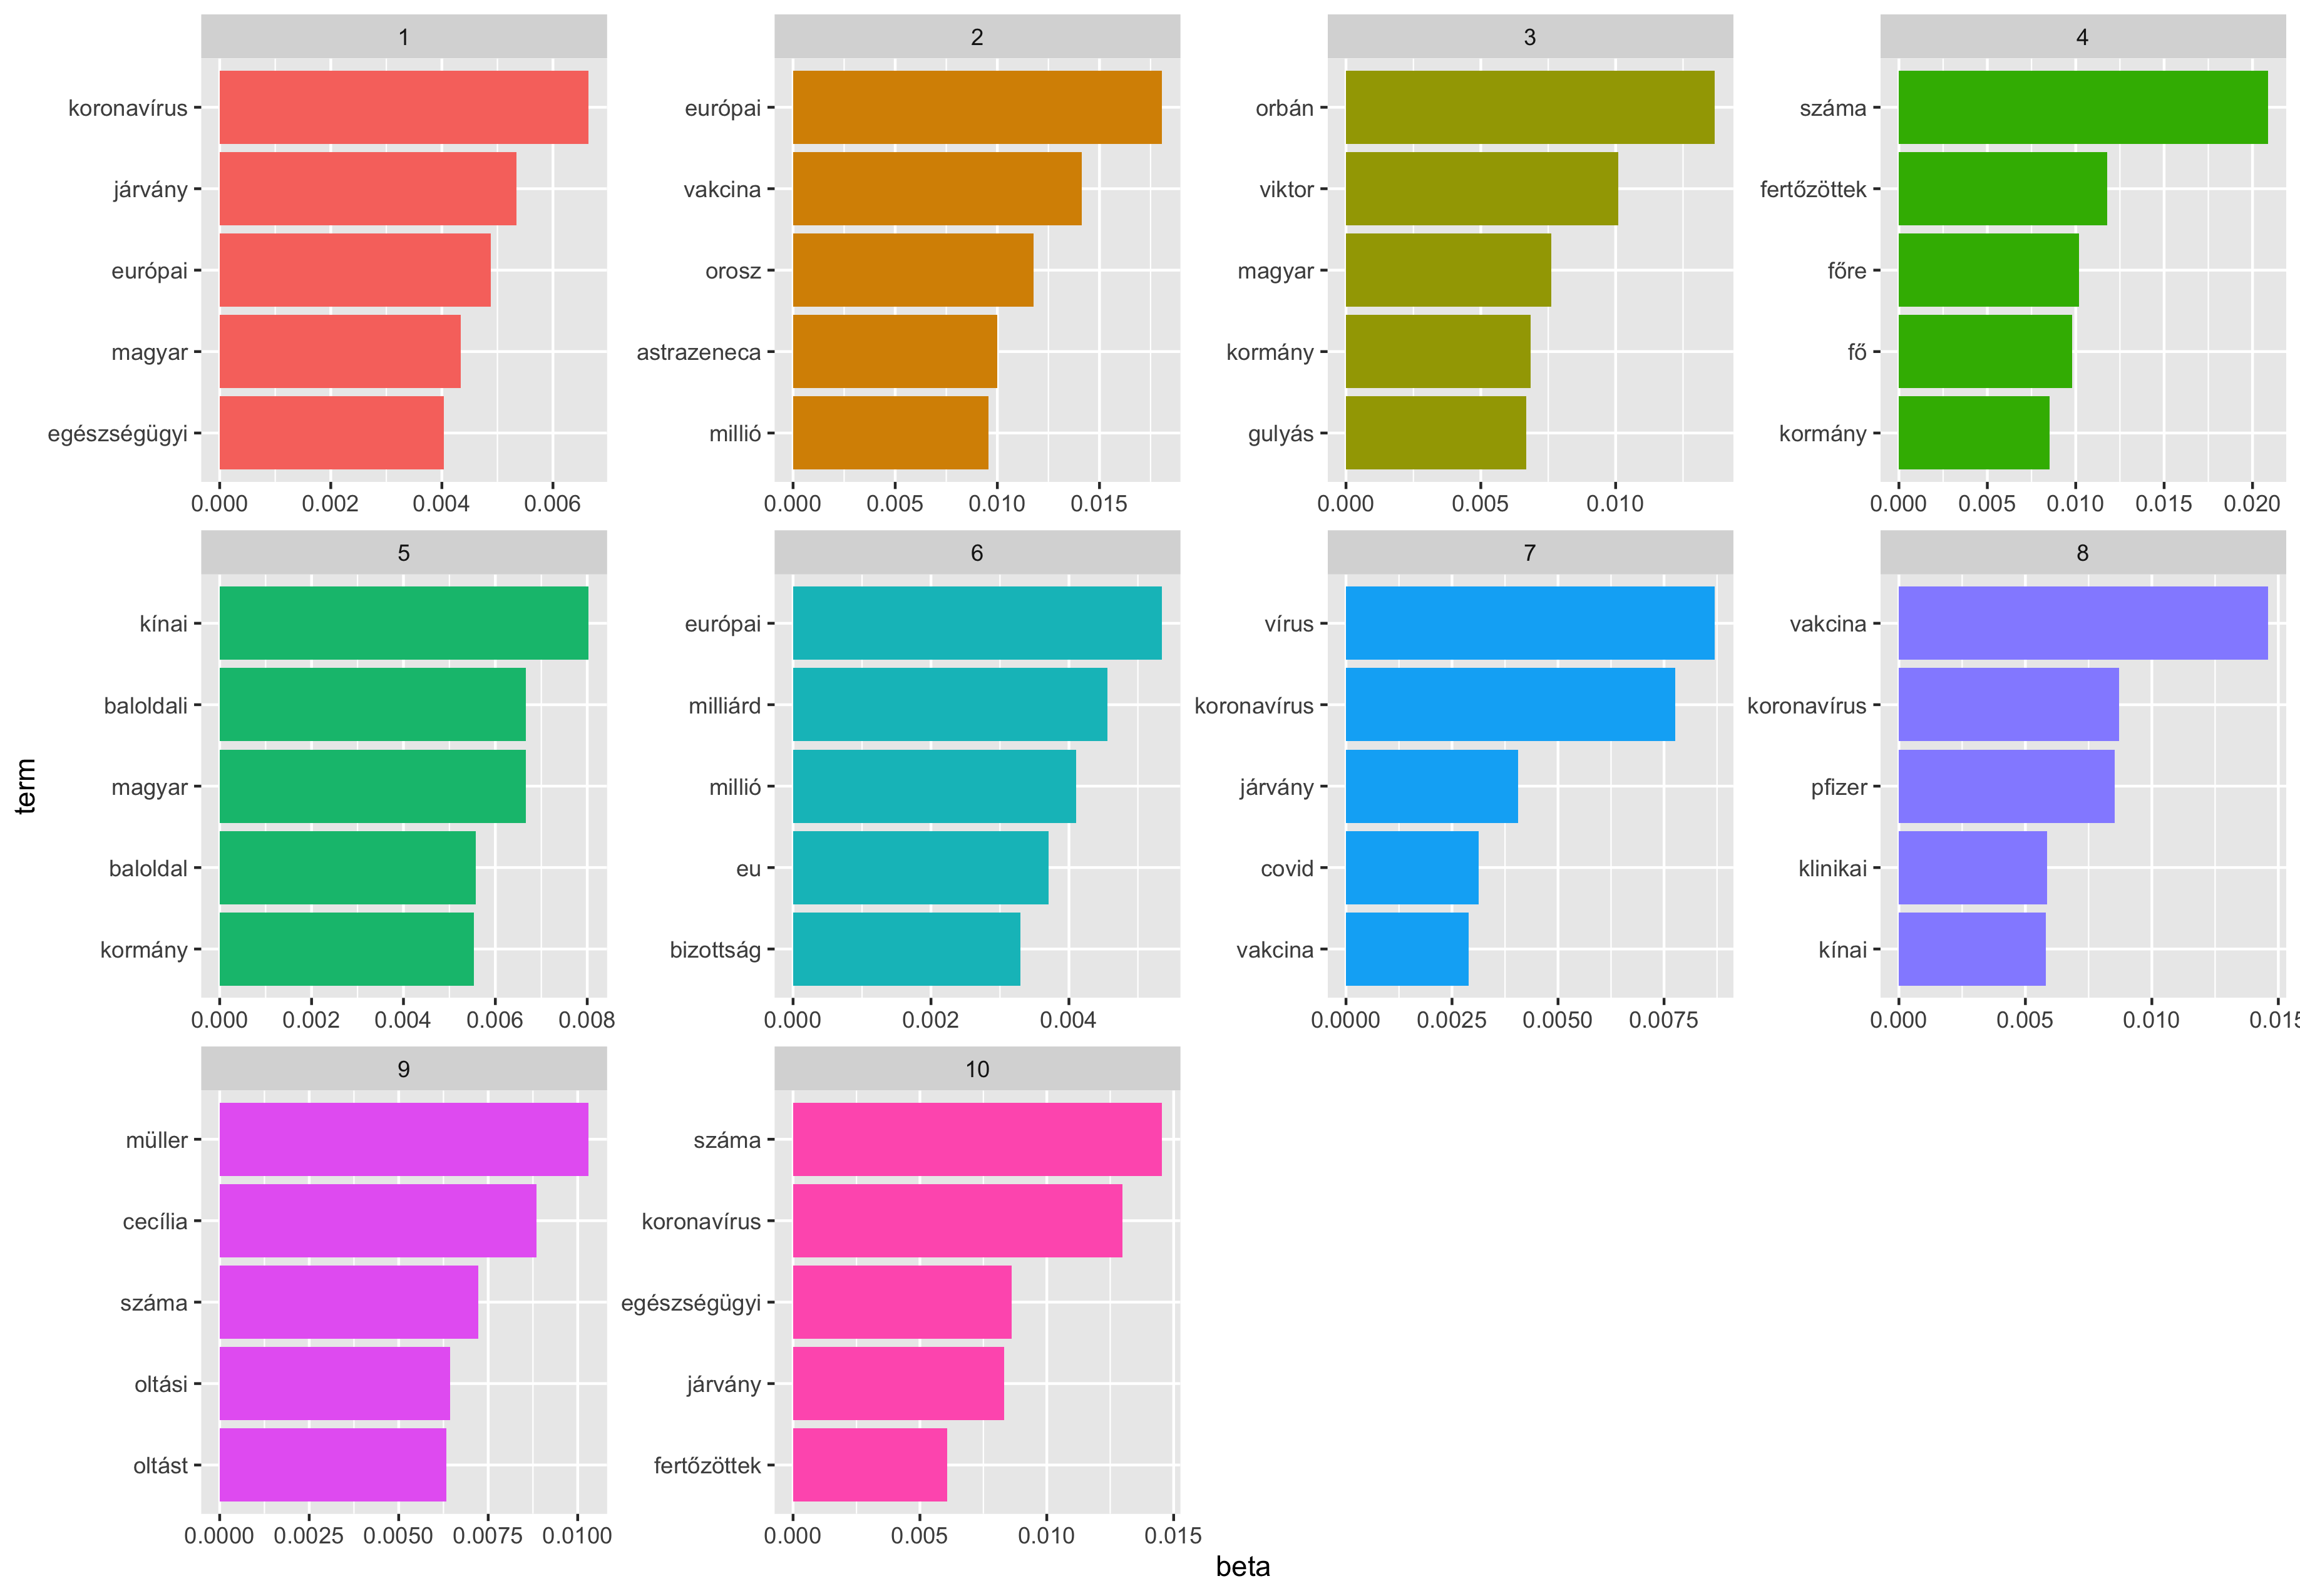 1
koronavírus
járvány
európai
magyar
egészségügyi
0.000 0.002 0.004 0.006
2
európai
vakcina
orosz
astrazeneca
millió
0.000 0.005 0.010 0.015
3
orbán
viktor
magyar
kormány
gulyás
0.000 0.005 0.010
4
száma
fertőzöttek
főre
fő
kormány
0.000 0.005 0.010 0.015 0.020
5
kínai
baloldali
magyar
baloldal
kormány
0.000 0.002 0.004 0.006 0.008
6
európai
milliárd
millió
eu
bizottság
0.000 0.002 0.004
7
vírus
koronavírus
járvány
covid
vakcina
0.0000 0.0025 0.0050 0.0075
8
vakcina
koronavírus
pfizer
klinikai
kínai
0.000 0.005 0.010 0.015
9
müller
cecília
száma
oltási
oltást
0.0000 0.0025 0.0050 0.0075 0.0100
10
száma
koronavírus
egészségügyi
járvány
fertőzöttek
0.000 0.005 0.010 0.015
term
beta